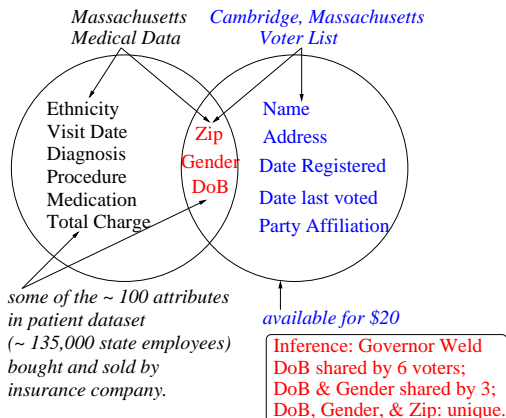 Massachusetts
Medical Data
Cambridge, Massachusetts
Voter List
Ethnicity
Visit Date
Diagnosis
Procedure
Medication
Total Charge
Zip
Gender
DoB
Name
Address
Date Registered
Date last voted
Party Affiliation
some of the ~ 100 attributes
in patient dataset
(~ 135,000 state employees)
bought and sold by
insurance company.
available for $20
Inference: Governor Weld
DoB shared by 6 voters;
DoB & Gender shared by 3;
DoB, Gender, & Zip: unique.